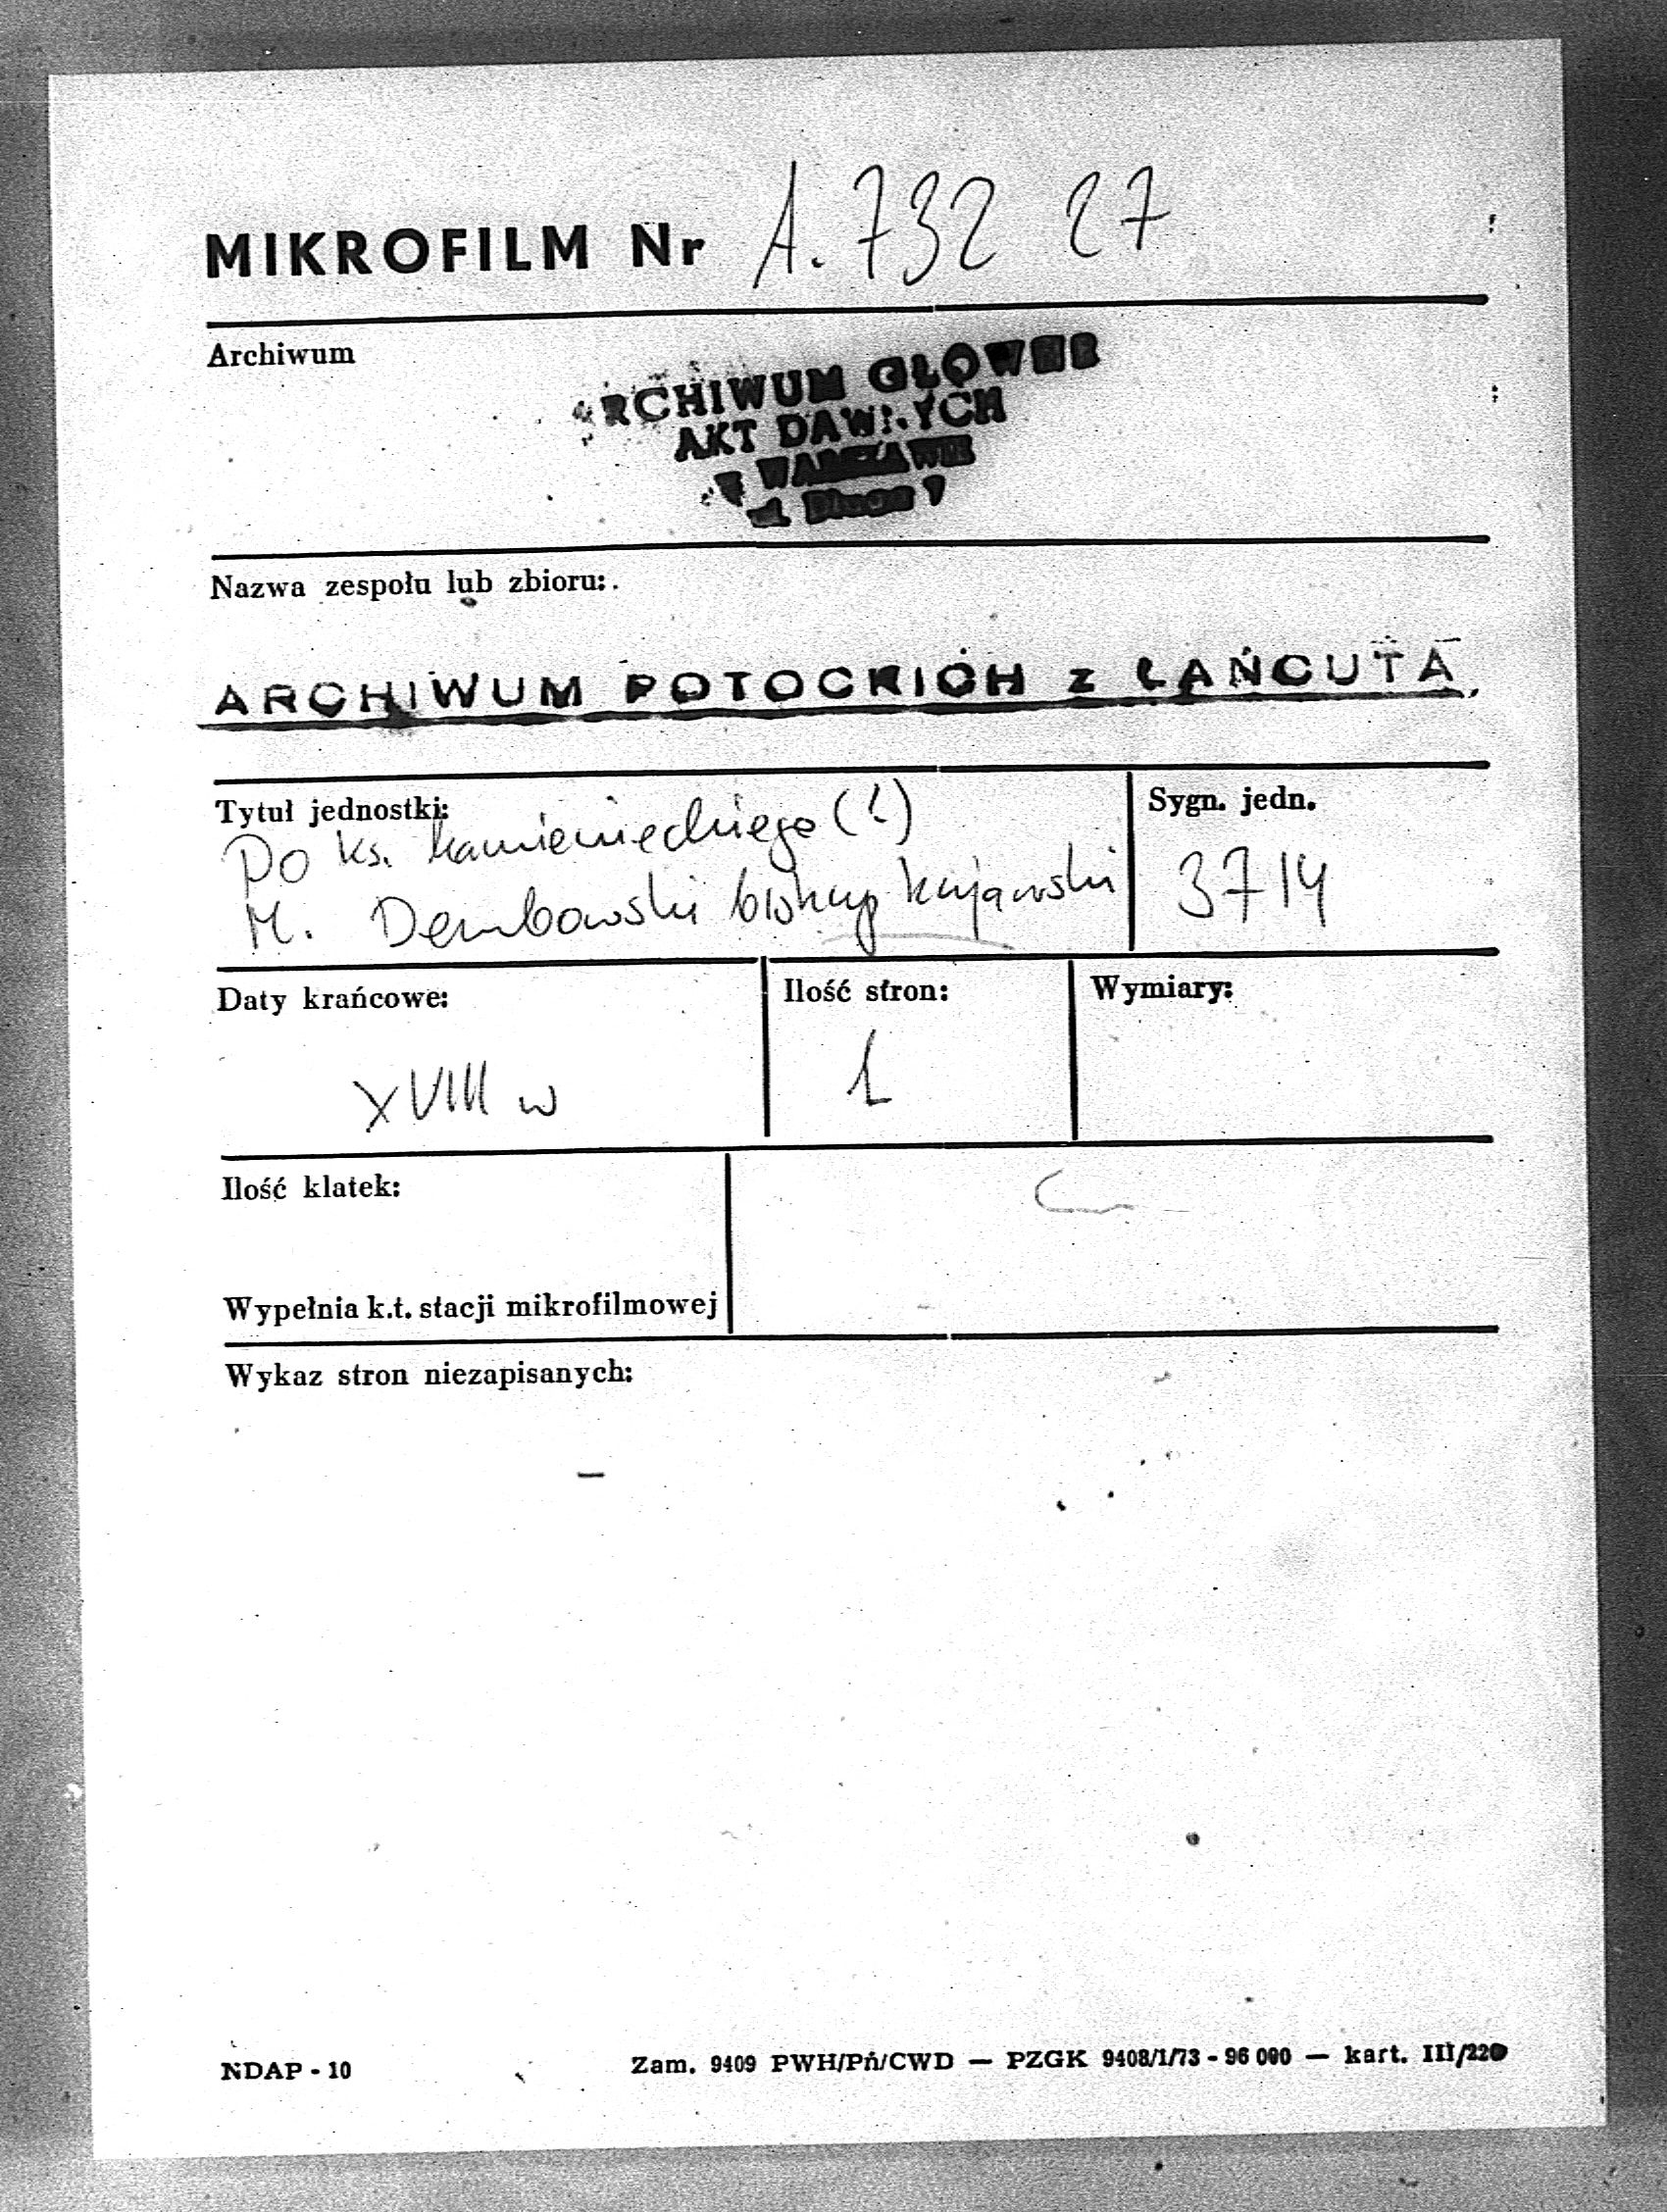 MIKROFILM Nr A. 732 27
Archiwum
ARCHIWUM GŁÓWNE
AKT DAWNYCH
W WARSZAWIE
ul. Długa 7
Nazwa zespołu lub zbioru:
ARCHIWUM POTOCKICH z ŁAŃCUTA
Tytuł jednostki:
Do ks. kamienieckiego (?)
M. Dembowski biskup kujawski
Sygn. jedn.
3714
Daty krańcowe:
XVIII w
Ilość stron:
1
Wymiary:
Ilość klatek:
Wypełnia k.t. stacji mikrofilmowej
Wykaz stron niezapisanych:
–
NDAP - 10
Zam. 9409 PWH/Pń/CWD — PZGK 9408/1/73 - 96 000 — kart. III/220